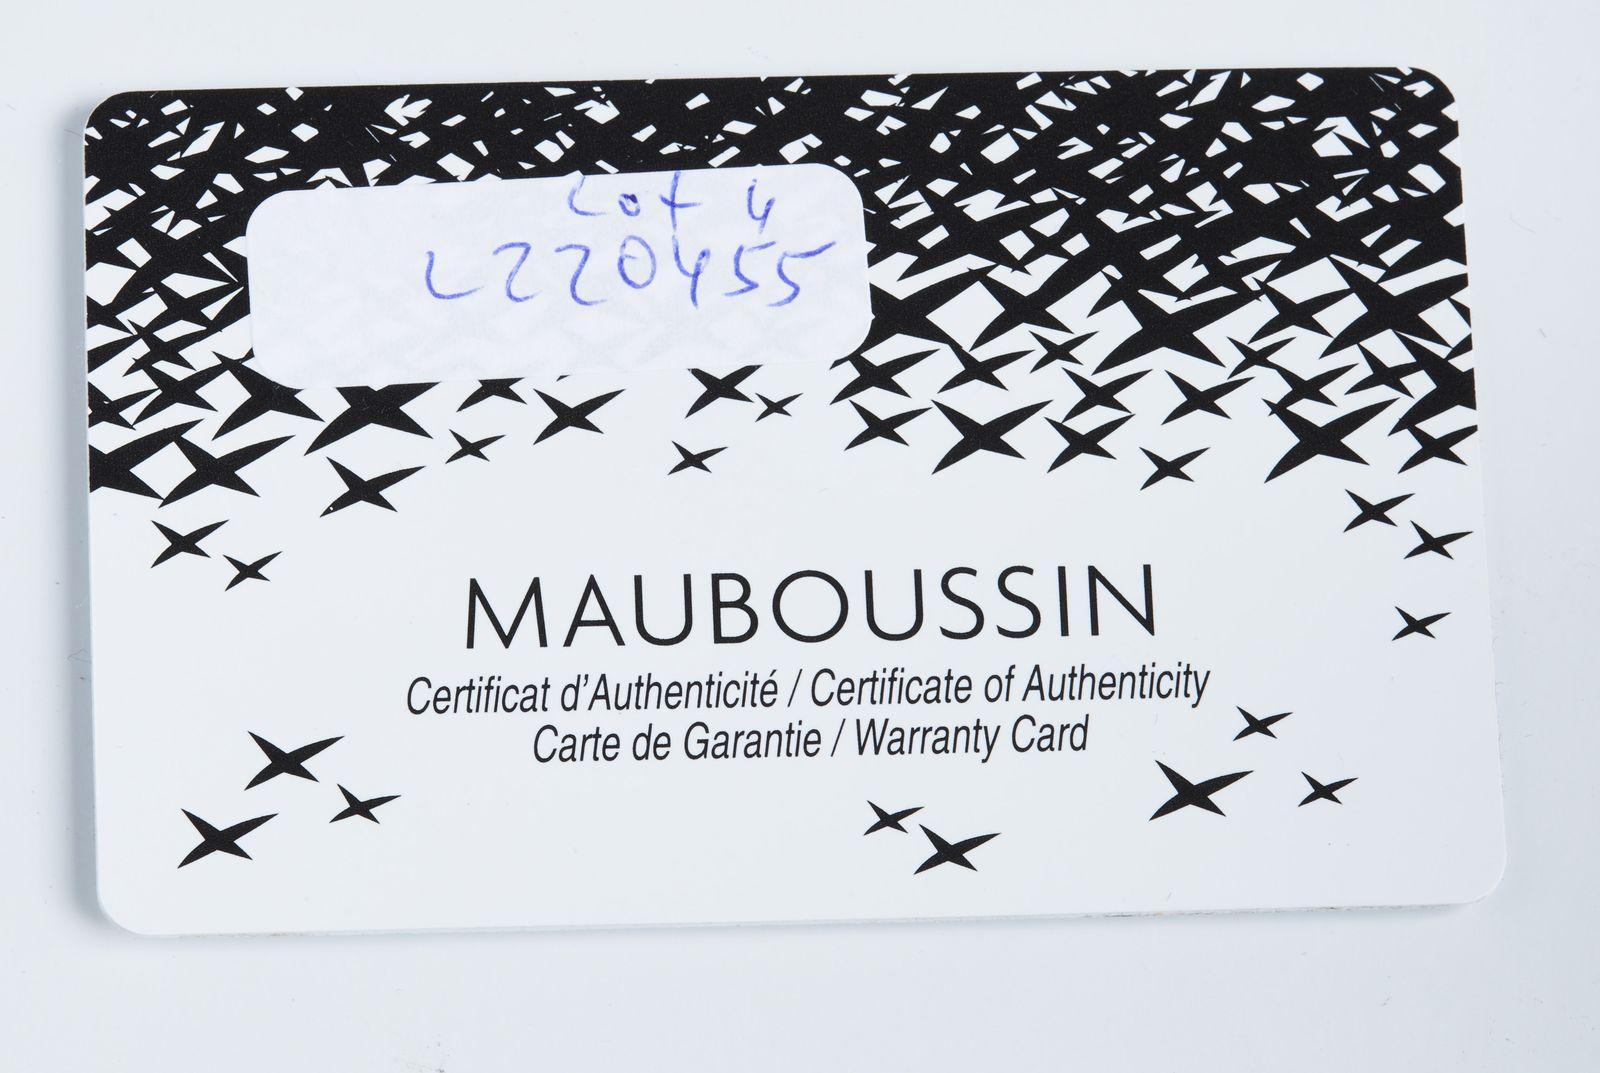 Lot 4
L220455
MAUBOUSSIN
Certificat d'Authenticité / Certificate of Authenticity
Carte de Garantie / Warranty Card